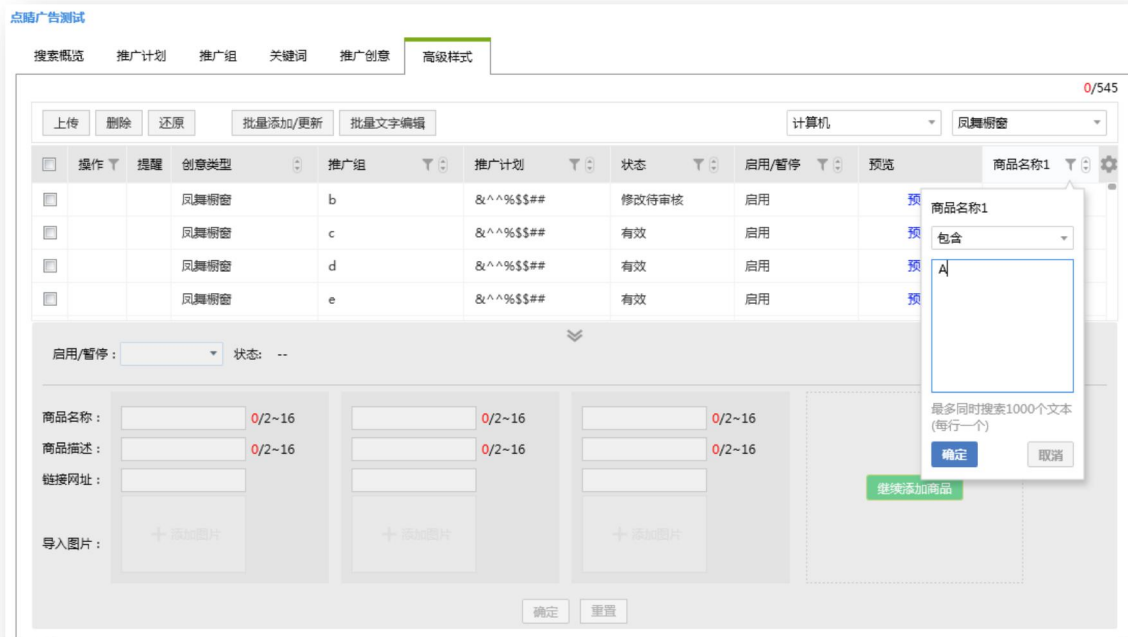 点睛广告测试
搜索概览 推广计划 推广组 关键词 推广创意 高级样式
0/545
上传 删除 还原 批量添加/更新 批量文字编辑 计算机 凤舞橱窗
操作 提醒 创意类型 推广组 推广计划 状态 启用/暂停 预览 商品名称1
凤舞橱窗 b &^^%$$## 修改待审核 启用 预
凤舞橱窗 c &^^%$$## 有效 启用 预
凤舞橱窗 d &^^%$$## 有效 启用 预
凤舞橱窗 e &^^%$$## 有效 启用 预
商品名称1
包含
A
最多同时搜索1000个文本
(每行一个)
确定 取消
启用/暂停： 状态: --
商品名称： 0/2~16 0/2~16 0/2~16
商品描述： 0/2~16 0/2~16 0/2~16
链接网址：
继续添加商品
导入图片： 添加图片 添加图片 添加图片
确定 重置